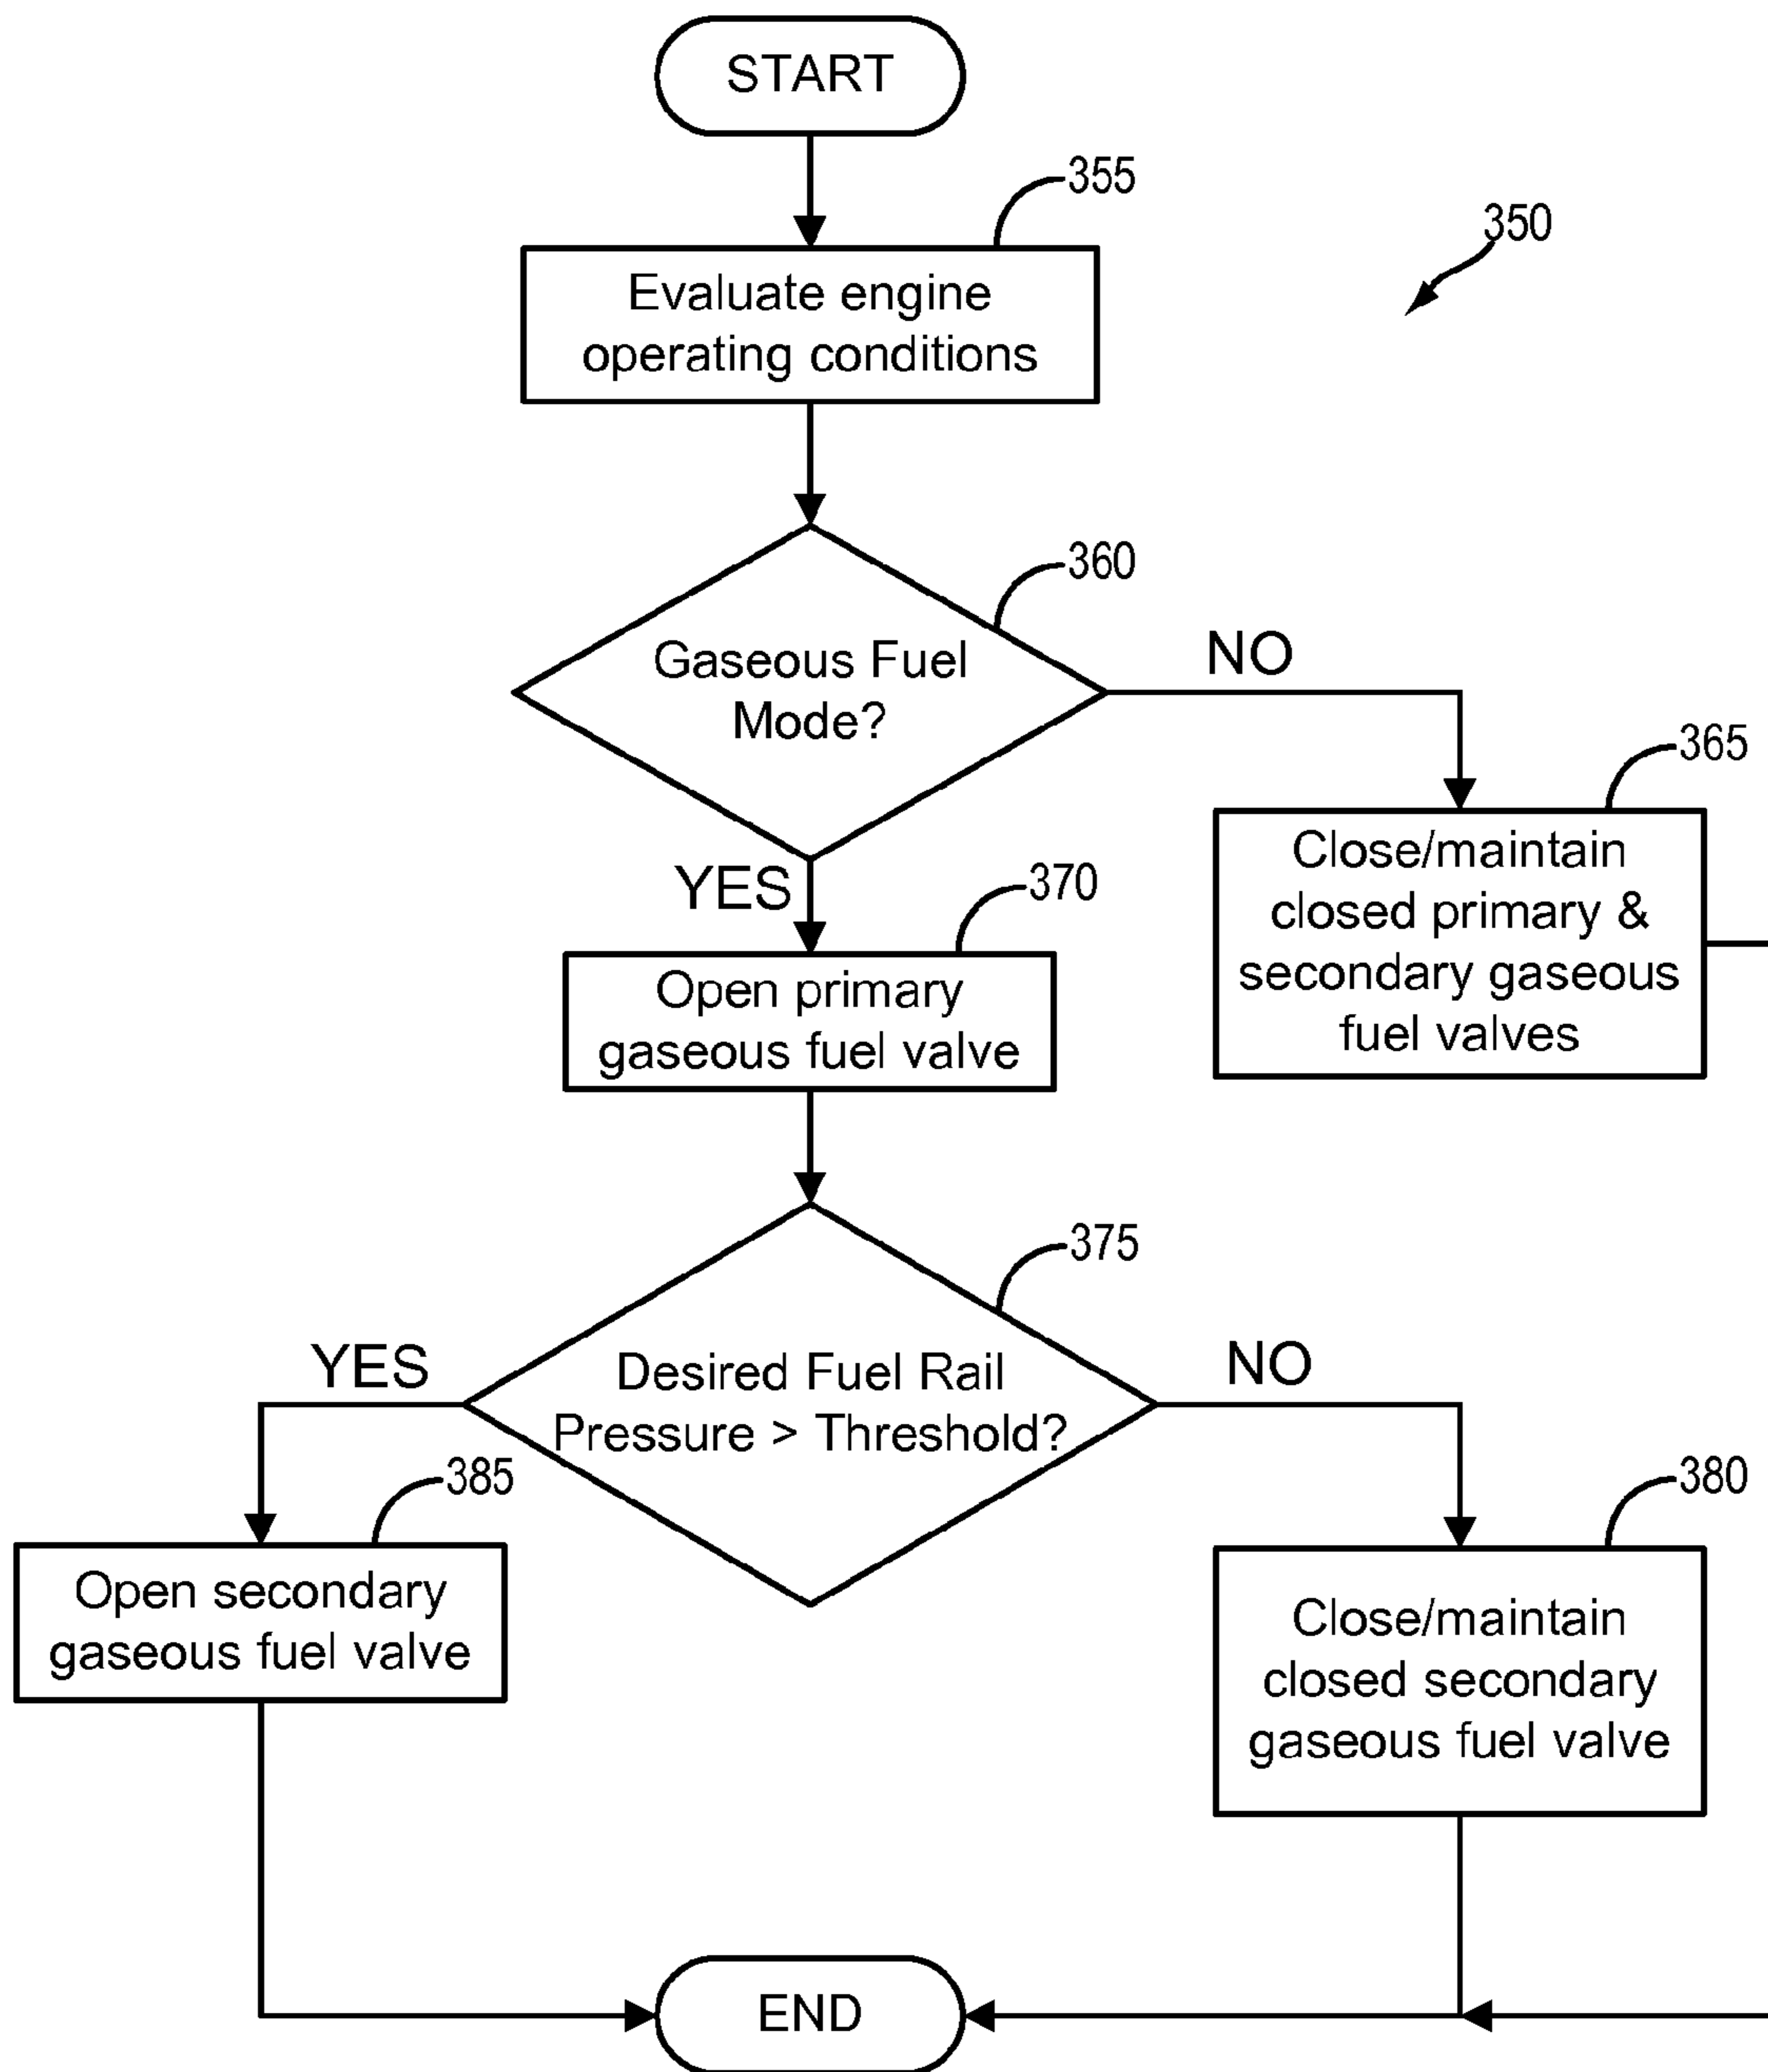 START
355
350
Evaluate engine
operating conditions
360
Gaseous Fuel
Mode?
NO
365
YES
370
Close/maintain
closed primary &
secondary gaseous
fuel valves
Open primary
gaseous fuel valve
375
Desired Fuel Rail
Pressure > Threshold?
YES
NO
385
380
Open secondary
gaseous fuel valve
Close/maintain
closed secondary
gaseous fuel valve
END